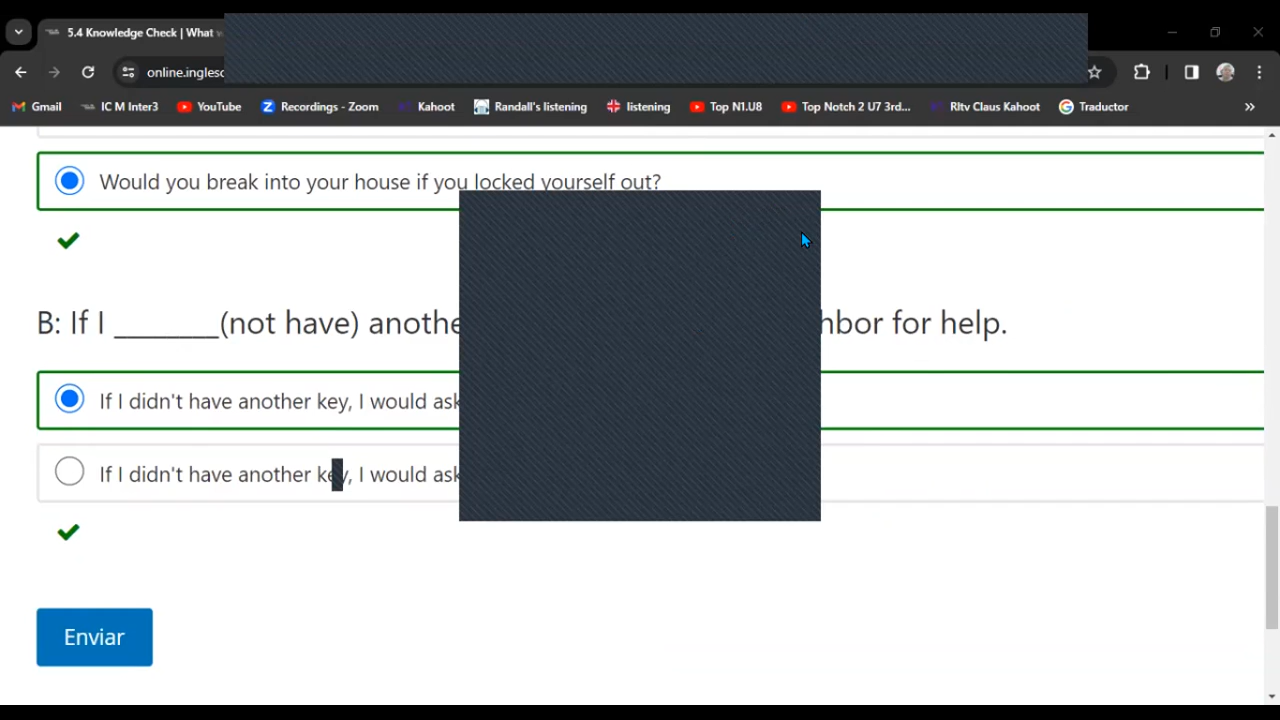 5.4 Knowledge Check | What
online.inglesc
Gmail IC M Inter3 YouTube Recordings - Zoom Kahoot Randall's listening listening Top N1.U8 Top Notch 2 U7 3rd... Rltv Claus Kahoot Traductor »
Would you break into your house if you locked yourself out?
B: If I ________(not have) anothe hbor for help.
If I didn't have another key, I would ask
If I didn't have another key, I would ask
Enviar